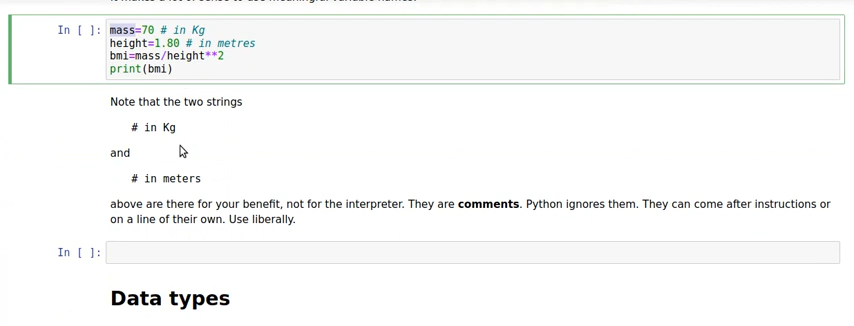 In [ ]: mass=70 # in Kg
height=1.80 # in metres
bmi=mass/height**2
print(bmi)
Note that the two strings
# in Kg
and
# in meters
above are there for your benefit, not for the interpreter. They are comments. Python ignores them. They can come after instructions or
on a line of their own. Use liberally.
In [ ]:
Data types